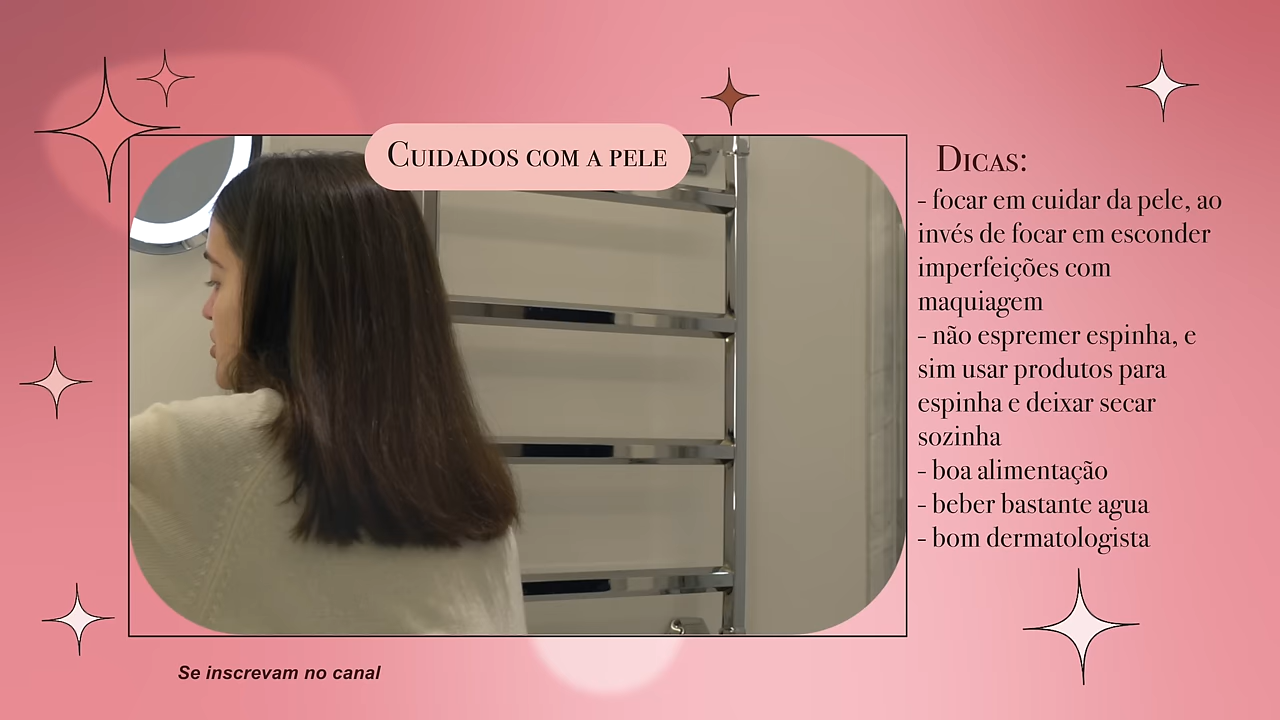 Cuidados com a pele
Dicas:
- focar em cuidar da pele, ao
invés de focar em esconder
imperfeições com
maquiagem
- não espremer espinha, e
sim usar produtos para
espinha e deixar secar
sozinha
- boa alimentação
- beber bastante agua
- bom dermatologista
Se inscrevam no canal